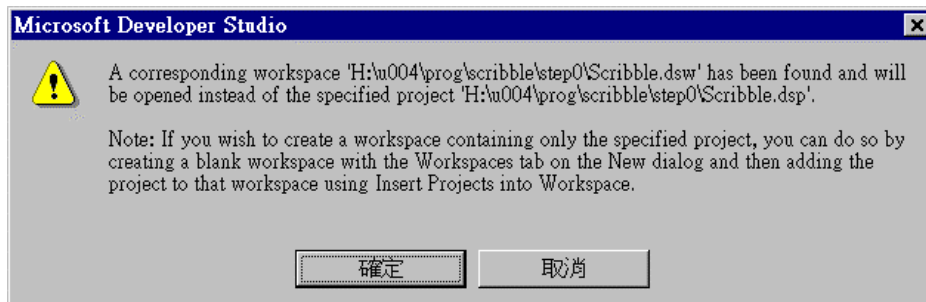 Microsoft Developer Studio
A corresponding workspace 'H:\u004\prog\scribble\step0\Scribble.dsw' has been found and will
be opened instead of the specified project 'H:\u004\prog\scribble\step0\Scribble.dsp'.
Note: If you wish to create a workspace containing only the specified project, you can do so by
creating a blank workspace with the Workspaces tab on the New dialog and then adding the
project to that workspace using Insert Projects into Workspace.
確定 取消